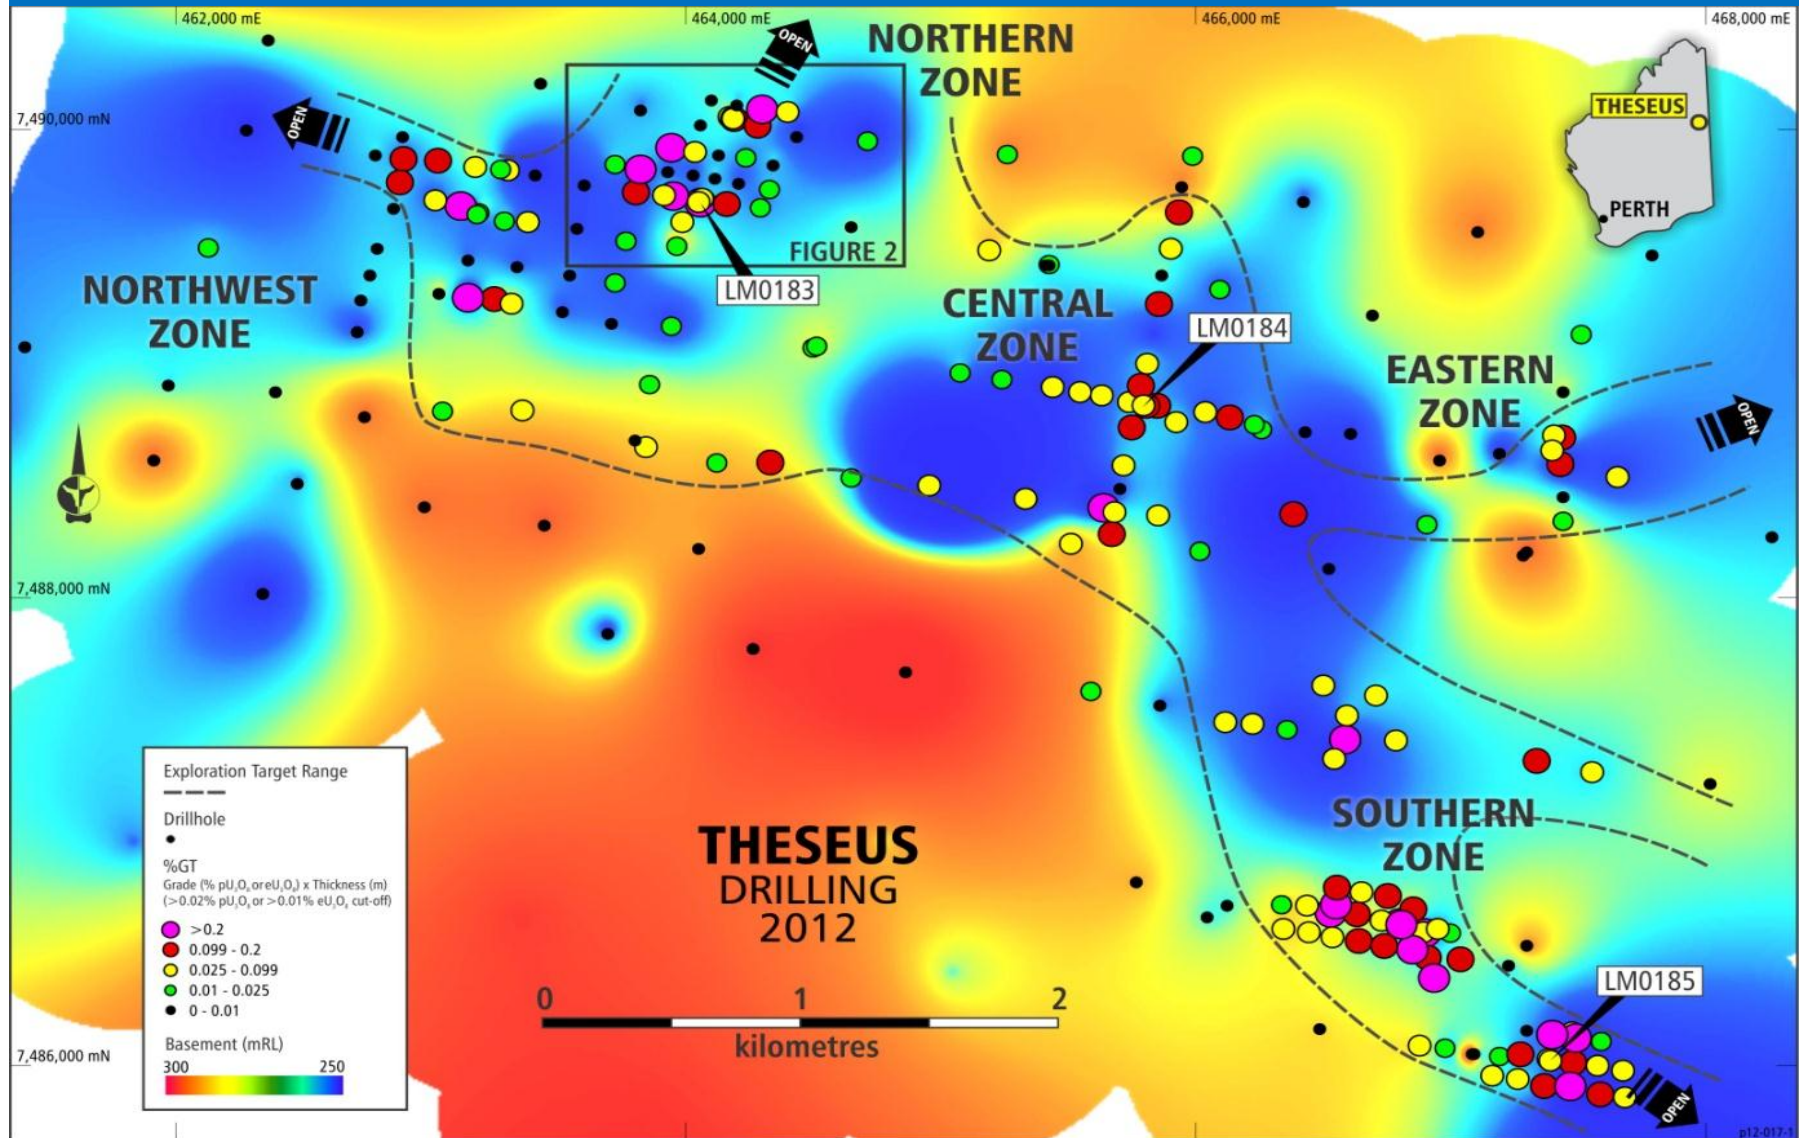 462,000 mE
464,000 mE
466,000 mE
468,000 mE
OPEN
NORTHERN
ZONE
THESEUS
7,490,000 mN
OPEN
PERTH
FIGURE 2
LM0183
NORTHWEST
ZONE
CENTRAL
ZONE
LM0184
EASTERN
ZONE
OPEN
7,488,000 mN
SOUTHERN
ZONE
THESEUS
DRILLING
2012
Exploration Target Range
Drillhole
%GT
Grade (% pU₃O₈ or eU₃O₈) x Thickness (m)
(>0.02% pU₃O₈ or >0.01% eU₃O₈ cut-off)
>0.2
0.099 - 0.2
0.025 - 0.099
0.01 - 0.025
0 - 0.01
Basement (mRL)
300 250
0 1 2
kilometres
LM0185
7,486,000 mN
OPEN
p12-017-1